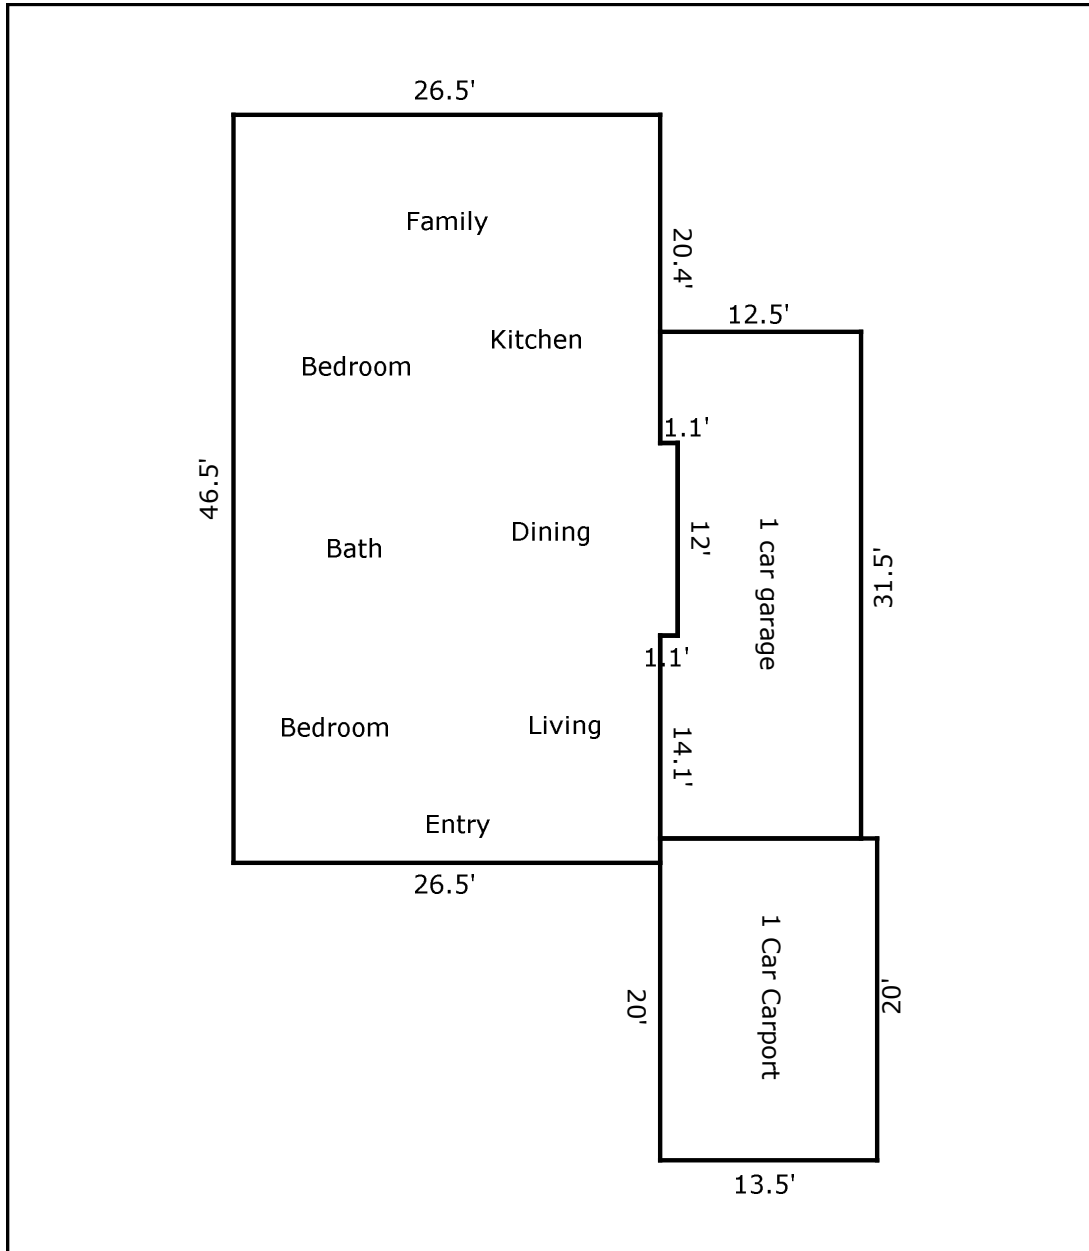 26.5'
Family
20.4'
12.5'
Kitchen
Bedroom
1.1'
46.5'
Dining
12'
Bath
1 car garage
31.5'
1.1'
Bedroom
Living
14.1'
Entry
26.5'
1 Car Carport
20'
20'
13.5'